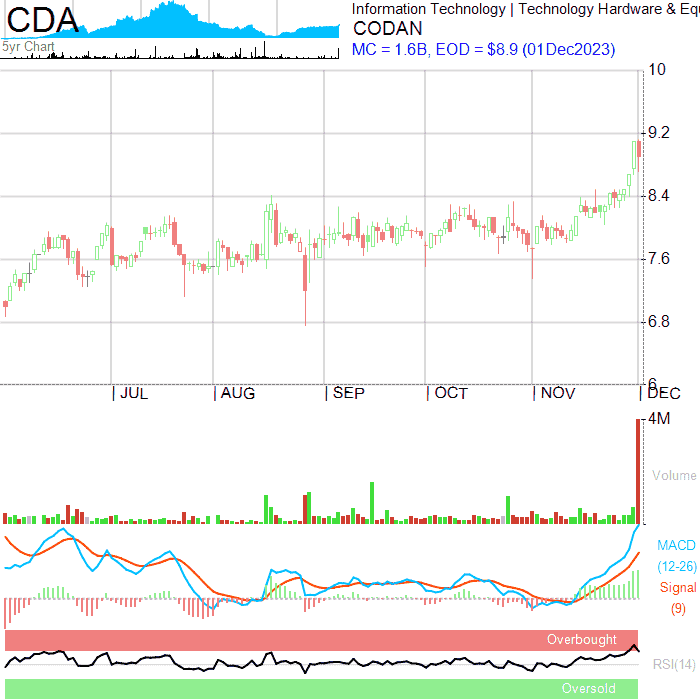 CDA
5yr Chart
Information Technology | Technology Hardware & Equ
CODAN
MC = 1.6B, EOD = $8.9 (01Dec2023)
10
9.2
8.4
7.6
6.8
6
JUL
AUG
SEP
OCT
NOV
DEC
4M
Volume
MACD
(12-26)
Signal
(9)
Overbought
RSI(14)
Oversold